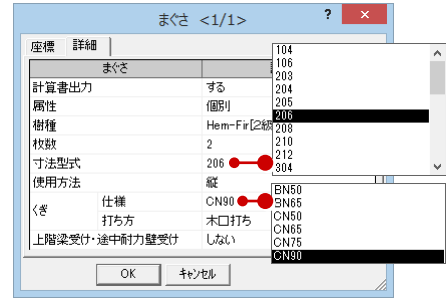 まぐさ <1/1>
?
×
座標 詳細
まぐさ
計算書出力 する
属性 個別
樹種 Hem-Fir[2級
枚数 2
寸法型式 206
使用方法 縦
くぎ 仕様 CN90
打ち方 木口打ち
上階梁受け・途中耐力壁受け しない
OK キャンセル
104
106
203
204
205
206
208
210
212
304
BN50
BN65
CN50
CN65
CN75
CN90